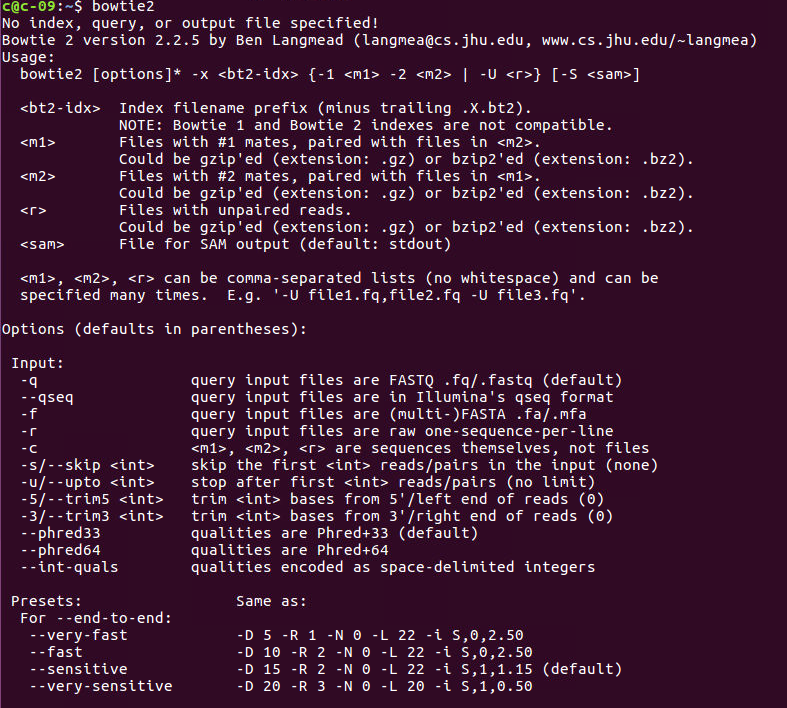 c@c-09:~$ bowtie2
No index, query, or output file specified!
Bowtie 2 version 2.2.5 by Ben Langmead (langmea@cs.jhu.edu, www.cs.jhu.edu/~langmea)
Usage:
  bowtie2 [options]* -x <bt2-idx> {-1 <m1> -2 <m2> | -U <r>} [-S <sam>]

  <bt2-idx>  Index filename prefix (minus trailing .X.bt2).
             NOTE: Bowtie 1 and Bowtie 2 indexes are not compatible.
  <m1>       Files with #1 mates, paired with files in <m2>.
             Could be gzip'ed (extension: .gz) or bzip2'ed (extension: .bz2).
  <m2>       Files with #2 mates, paired with files in <m1>.
             Could be gzip'ed (extension: .gz) or bzip2'ed (extension: .bz2).
  <r>        Files with unpaired reads.
             Could be gzip'ed (extension: .gz) or bzip2'ed (extension: .bz2).
  <sam>      File for SAM output (default: stdout)

  <m1>, <m2>, <r> can be comma-separated lists (no whitespace) and can be
  specified many times.  E.g. '-U file1.fq,file2.fq -U file3.fq'.

Options (defaults in parentheses):

 Input:
  -q                 query input files are FASTQ .fq/.fastq (default)
  --qseq             query input files are in Illumina's qseq format
  -f                 query input files are (multi-)FASTA .fa/.mfa
  -r                 query input files are raw one-sequence-per-line
  -c                 <m1>, <m2>, <r> are sequences themselves, not files
  -s/--skip <int>    skip the first <int> reads/pairs in the input (none)
  -u/--upto <int>    stop after first <int> reads/pairs (no limit)
  -5/--trim5 <int>   trim <int> bases from 5'/left end of reads (0)
  -3/--trim3 <int>   trim <int> bases from 3'/right end of reads (0)
  --phred33          qualities are Phred+33 (default)
  --phred64          qualities are Phred+64
  --int-quals        qualities encoded as space-delimited integers

 Presets:                 Same as:
  For --end-to-end:
   --very-fast            -D 5 -R 1 -N 0 -L 22 -i S,0,2.50
   --fast                 -D 10 -R 2 -N 0 -L 22 -i S,0,2.50
   --sensitive            -D 15 -R 2 -N 0 -L 22 -i S,1,1.15 (default)
   --very-sensitive       -D 20 -R 3 -N 0 -L 20 -i S,1,0.50